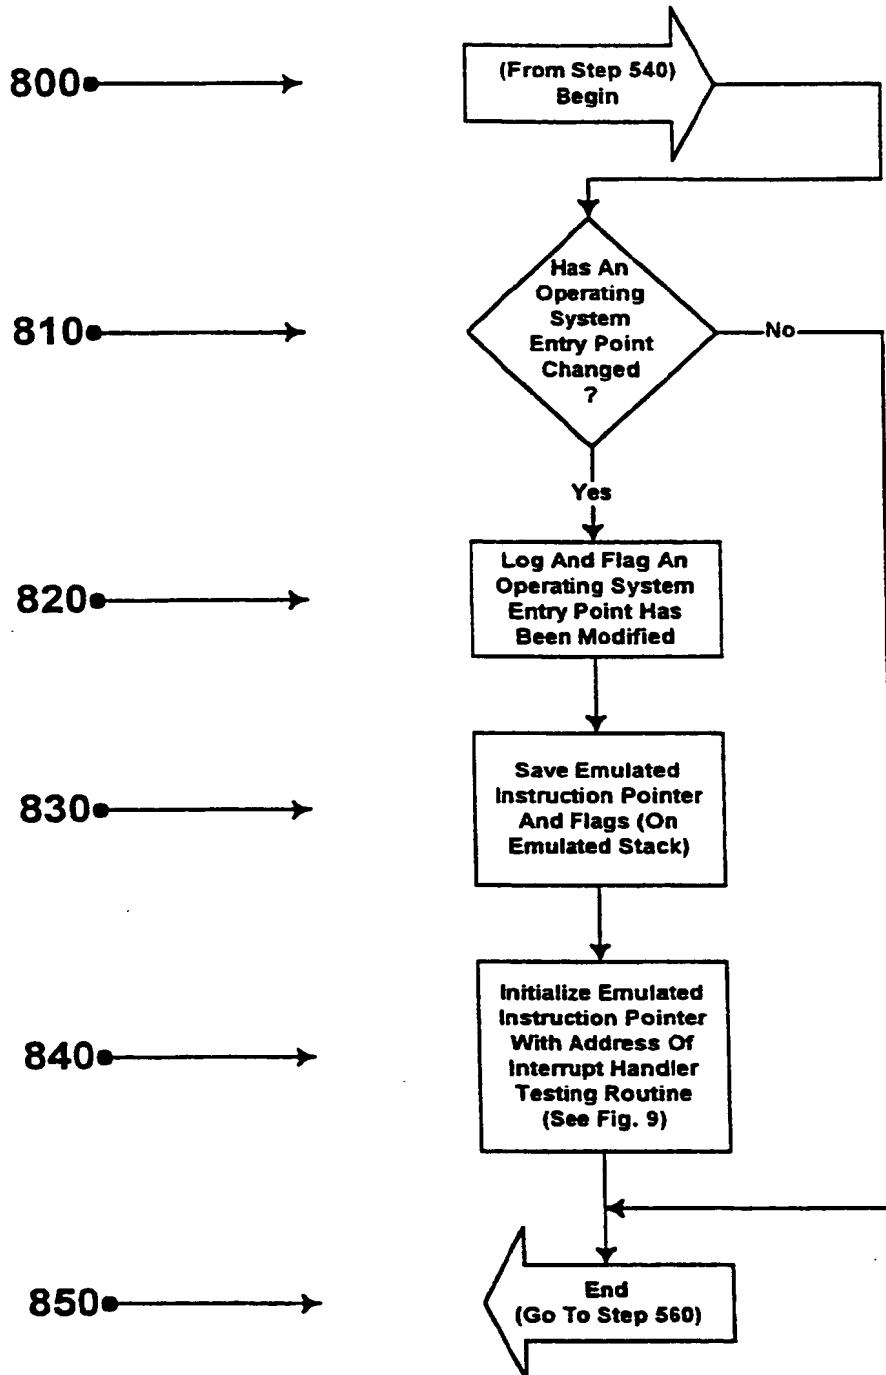 800
(From Step 540)
Begin
810
Has An
Operating
System
Entry Point
Changed
?
No
Yes
820
Log And Flag An
Operating System
Entry Point Has
Been Modified
830
Save Emulated
Instruction Pointer
And Flags (On
Emulated Stack)
840
Initialize Emulated
Instruction Pointer
With Address Of
Interrupt Handler
Testing Routine
(See Fig. 9)
850
End
(Go To Step 560)